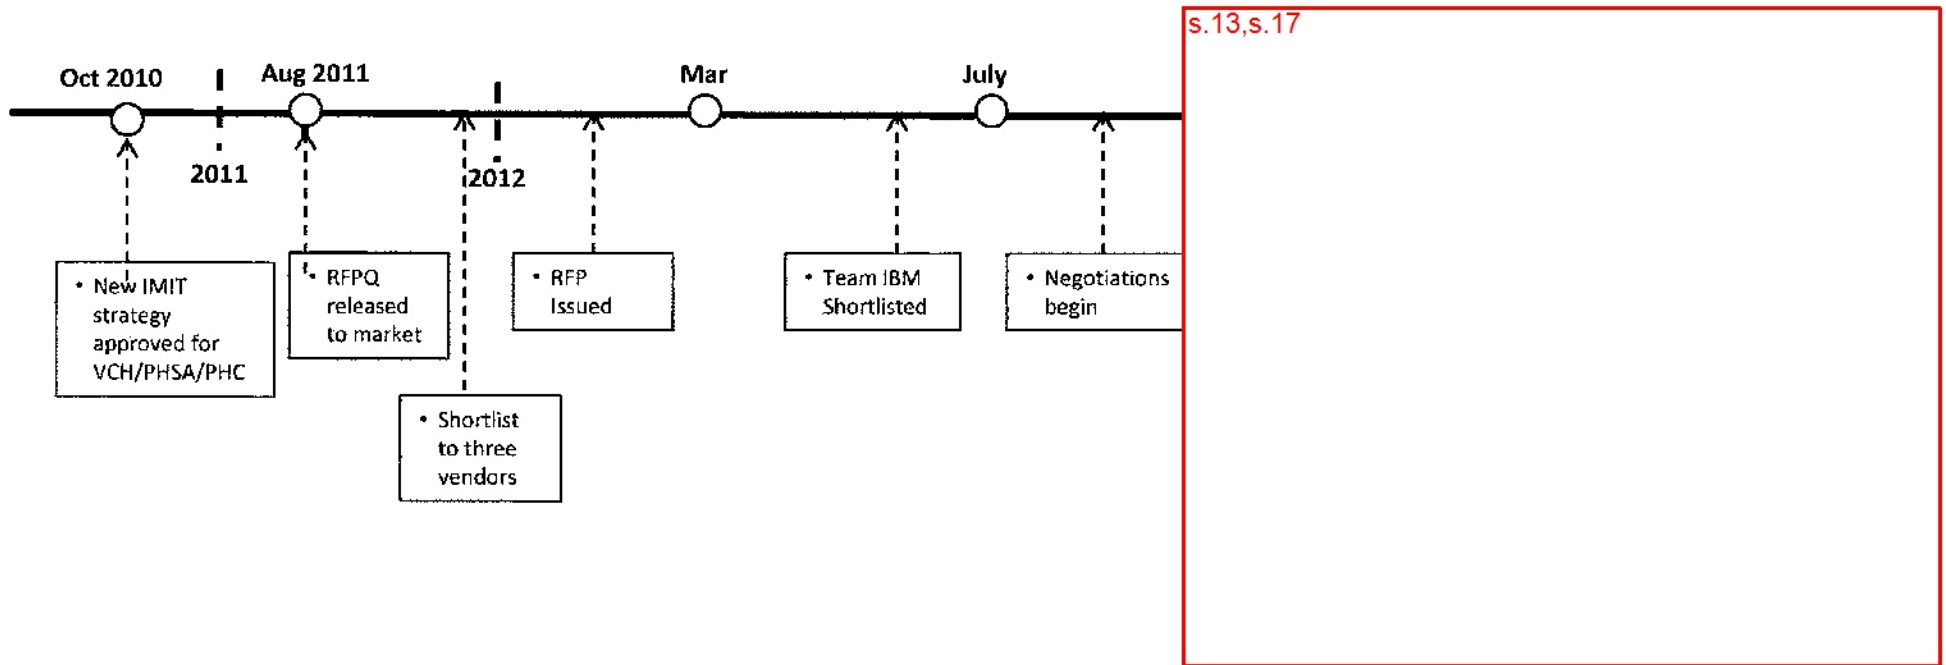 s.13,s.17
Oct 2010
Aug 2011
Mar
July
2011
2012
• New IMIT
strategy
approved for
VCH/PHSA/PHC
• RFPQ
released
to market
• Shortlist
to three
vendors
• RFP
Issued
• Team IBM
Shortlisted
• Negotiations
begin